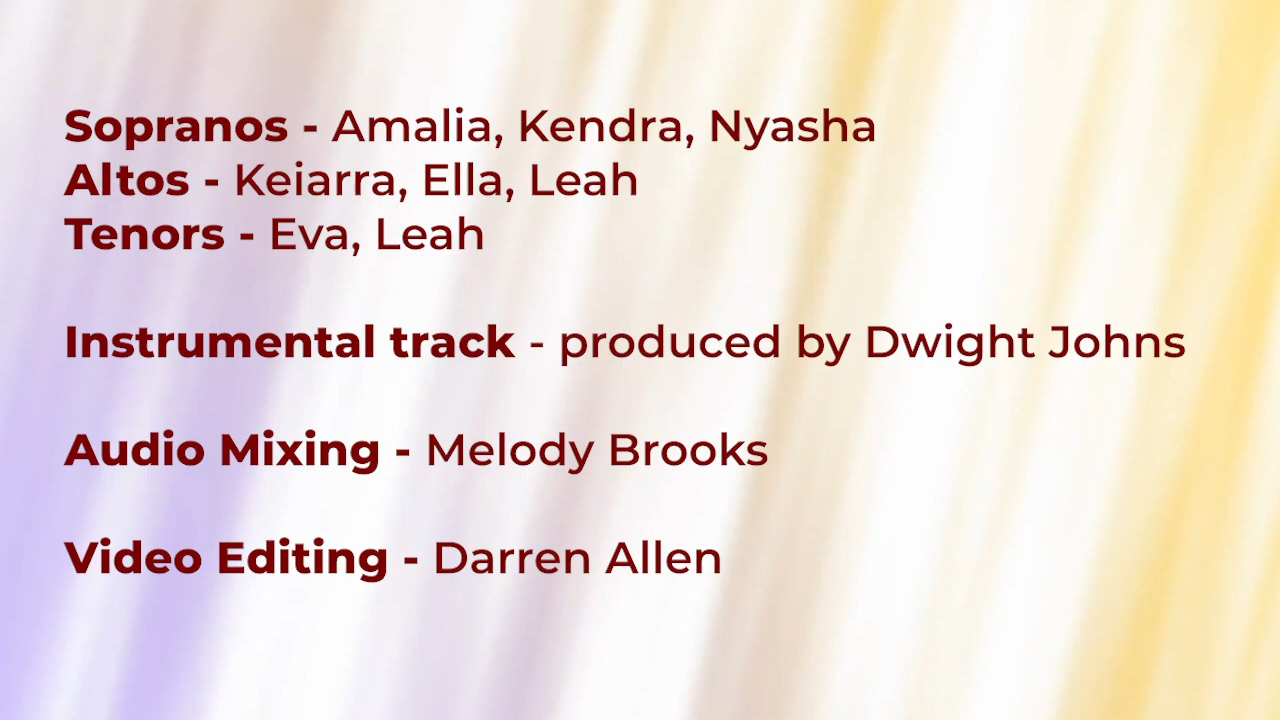 Sopranos - Amalia, Kendra, Nyasha
Altos - Keiarra, Ella, Leah
Tenors - Eva, Leah
Instrumental track - produced by Dwight Johns
Audio Mixing - Melody Brooks
Video Editing - Darren Allen